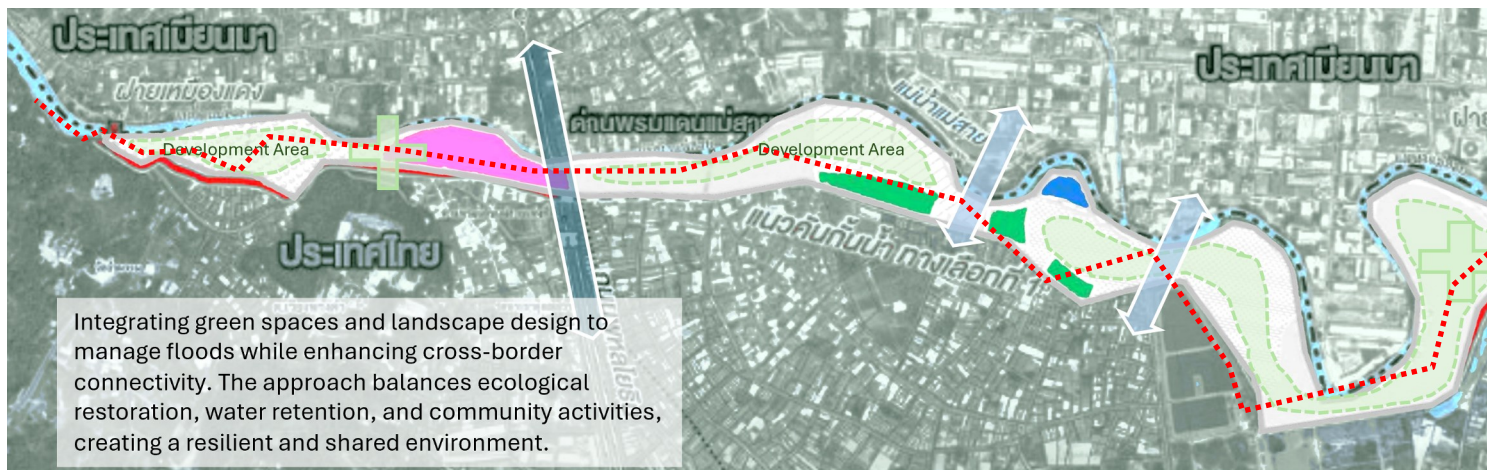 ประเทศเมียนมา
ประเทศเมียนมา
ฝายเหมืองแดง
แม่น้ำแม่สาย
ด่านพรมแดนแม่สาย
Development Area
Development Area
ประเทศไทย
แนวคันกั้นน้ำ ทางเลือกที่ 1
Integrating green spaces and landscape design to
manage floods while enhancing cross-border
connectivity. The approach balances ecological
restoration, water retention, and community activities,
creating a resilient and shared environment.